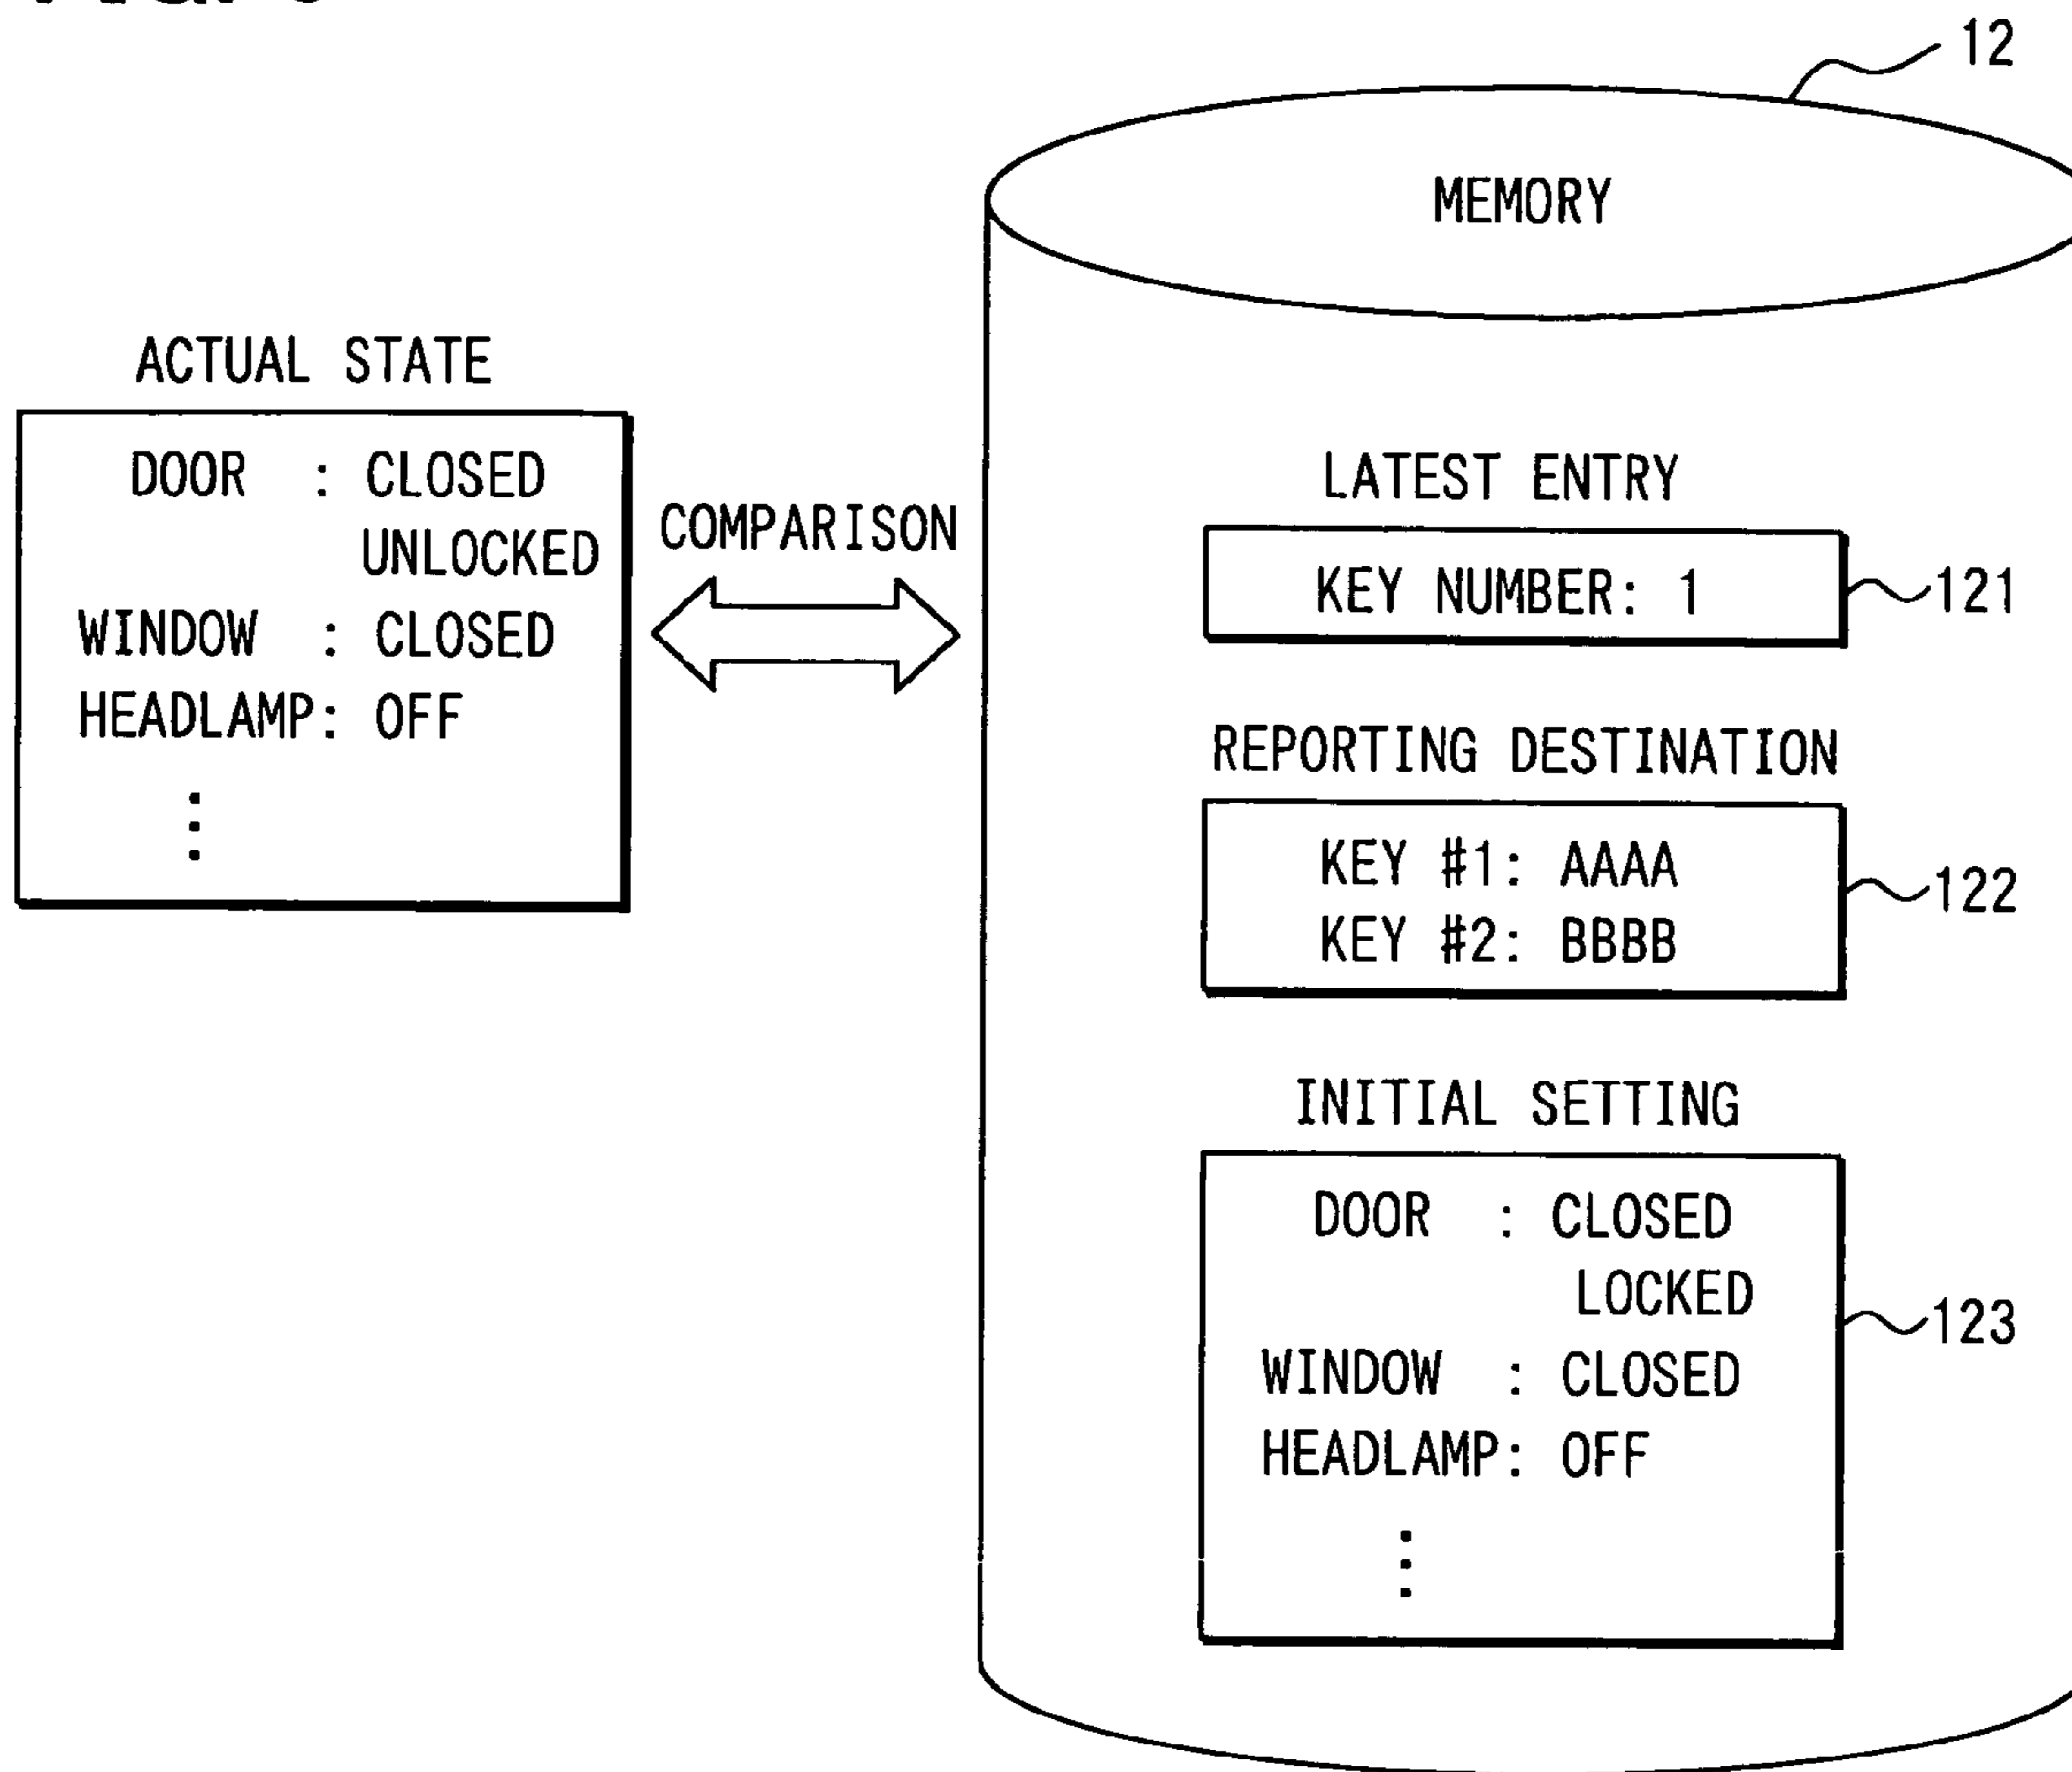 12
MEMORY
ACTUAL STATE
DOOR : CLOSED
UNLOCKED
WINDOW : CLOSED
HEADLAMP: OFF
COMPARISON
LATEST ENTRY
KEY NUMBER: 1
121
REPORTING DESTINATION
KEY #1: AAAA
KEY #2: BBBB
122
INITIAL SETTING
DOOR : CLOSED
LOCKED
WINDOW : CLOSED
HEADLAMP: OFF
123